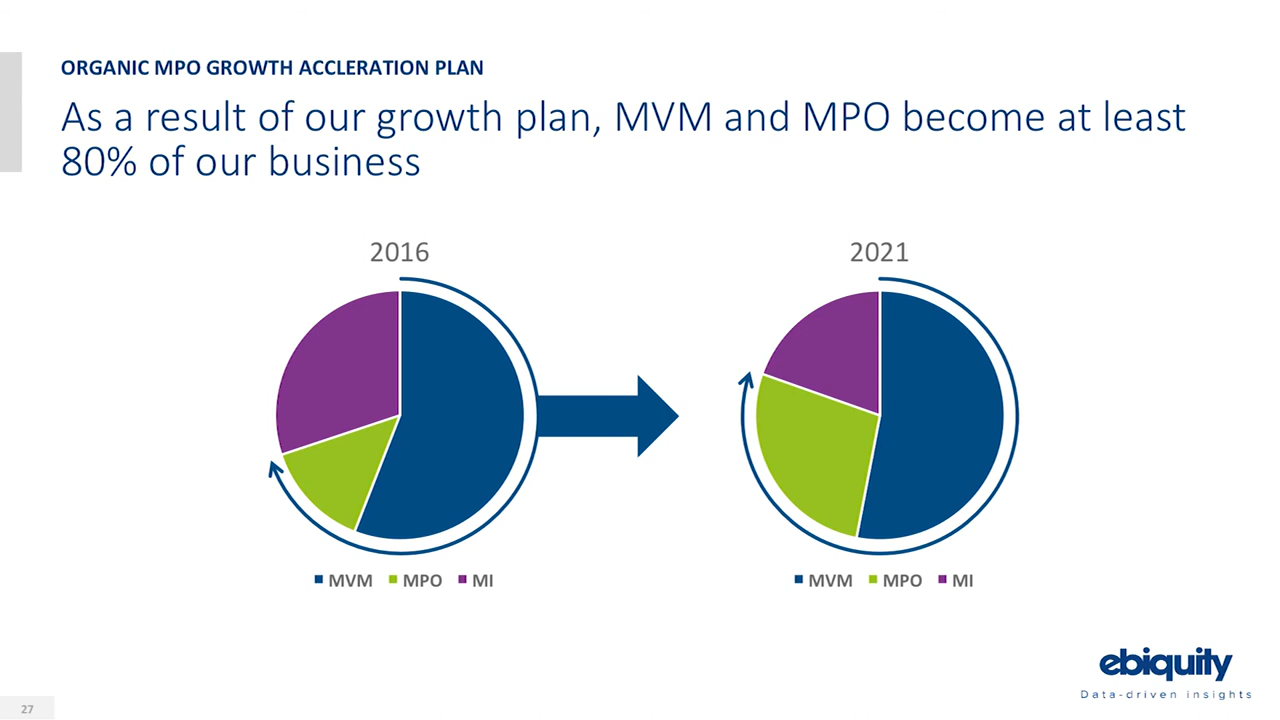 ORGANIC MPO GROWTH ACCLERATION PLAN
As a result of our growth plan, MVM and MPO become at least
80% of our business
2016
2021
MVM MPO MI
MVM MPO MI
ebiquity
Data-driven insights
27